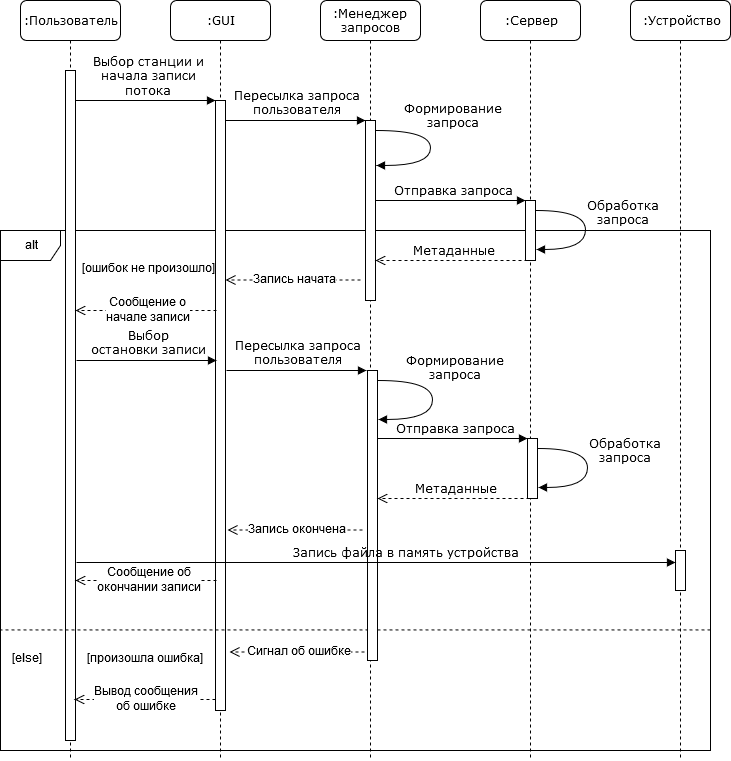 :Пользователь
:GUI
:Менеджер
запросов
:Сервер
:Устройство
Выбор станции и
начала записи
потока
Пересылка запроса
пользователя
Формирование
запроса
Отправка запроса
Обработка
запроса
alt
Метаданные
[ошибок не произошло]
Запись начата
Сообщение о
начале записи
Выбор
остановки записи
Пересылка запроса
пользователя
Формирование
запроса
Отправка запроса
Обработка
запроса
Метаданные
Запись окончена
Запись файла в память устройства
Сообщение об
окончании записи
[else]
[произошла ошибка]
Сигнал об ошибке
Вывод сообщения
об ошибке